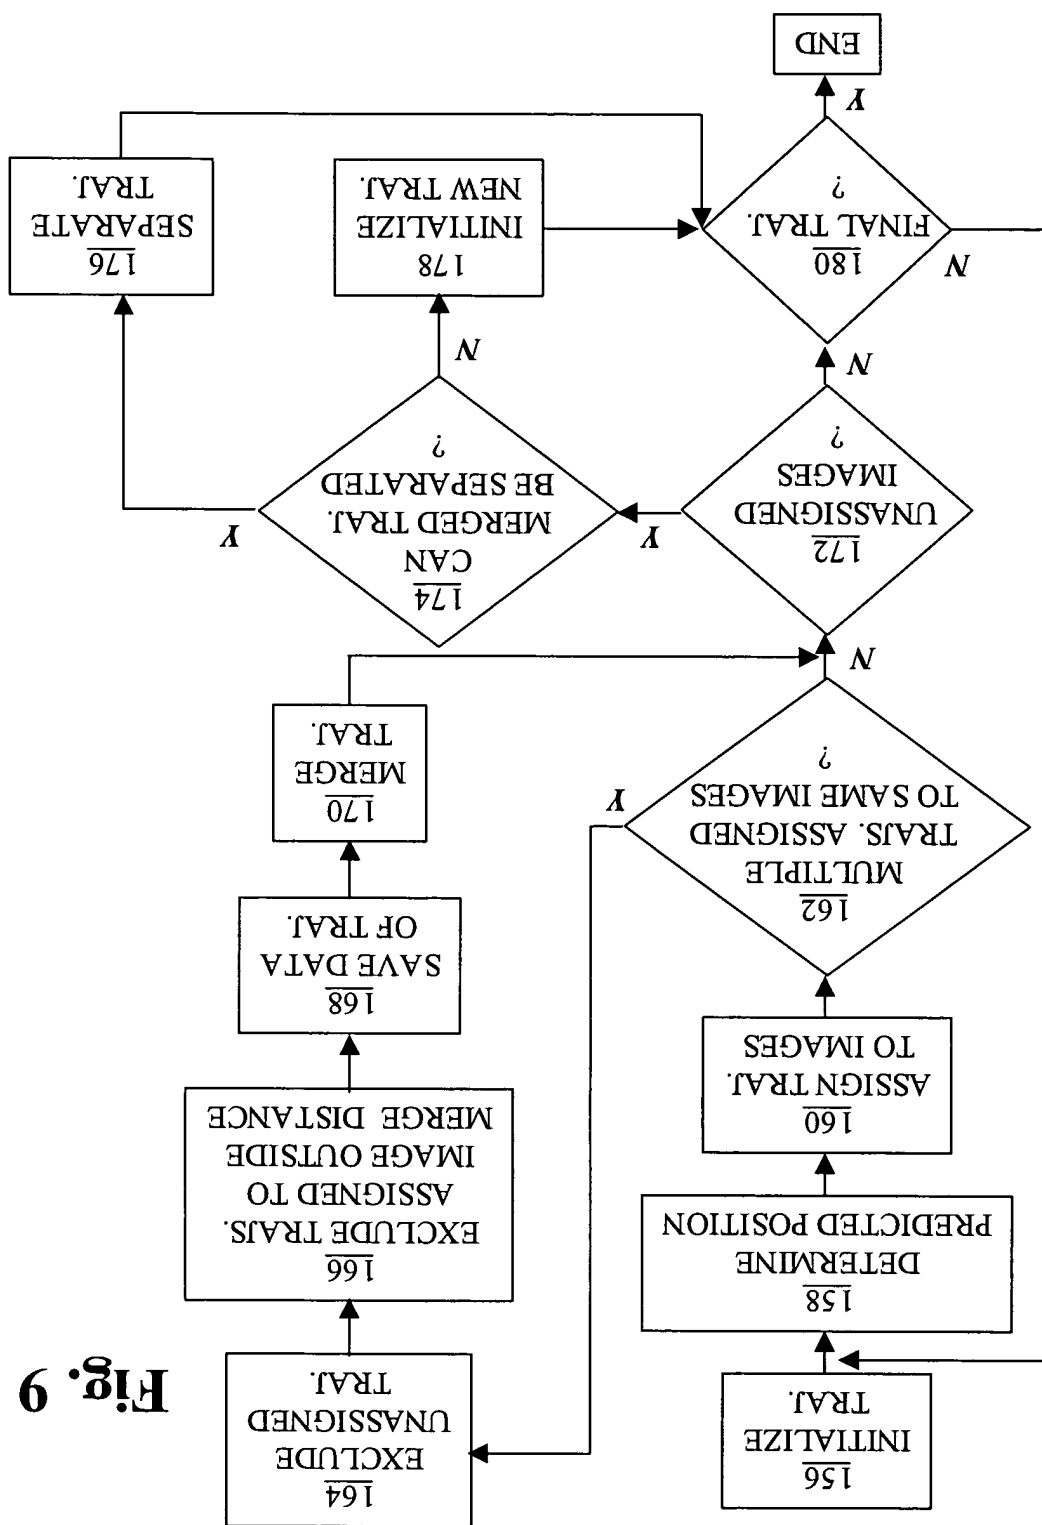 Fig. 9
156
INITIALIZE
TRAJ.
158
DETERMINE
PREDICTED POSITION
160
ASSIGN TRAJ.
TO IMAGES
162
MULTIPLE
TRAJS. ASSIGNED
TO SAME IMAGES
?
Y
N
164
EXCLUDE
UNASSIGNED
TRAJ.
166
EXCLUDE TRAJS.
ASSIGNED TO
IMAGE OUTSIDE
MERGE DISTANCE
168
SAVE DATA
OF TRAJ.
170
MERGE
TRAJ.
172
UNASSIGNED
IMAGES
?
Y
N
174
CAN
MERGED TRAJ.
BE SEPARATED
?
Y
N
176
SEPARATE
TRAJ.
178
INITIALIZE
NEW TRAJ.
180
FINAL TRAJ.
?
N
Y
END